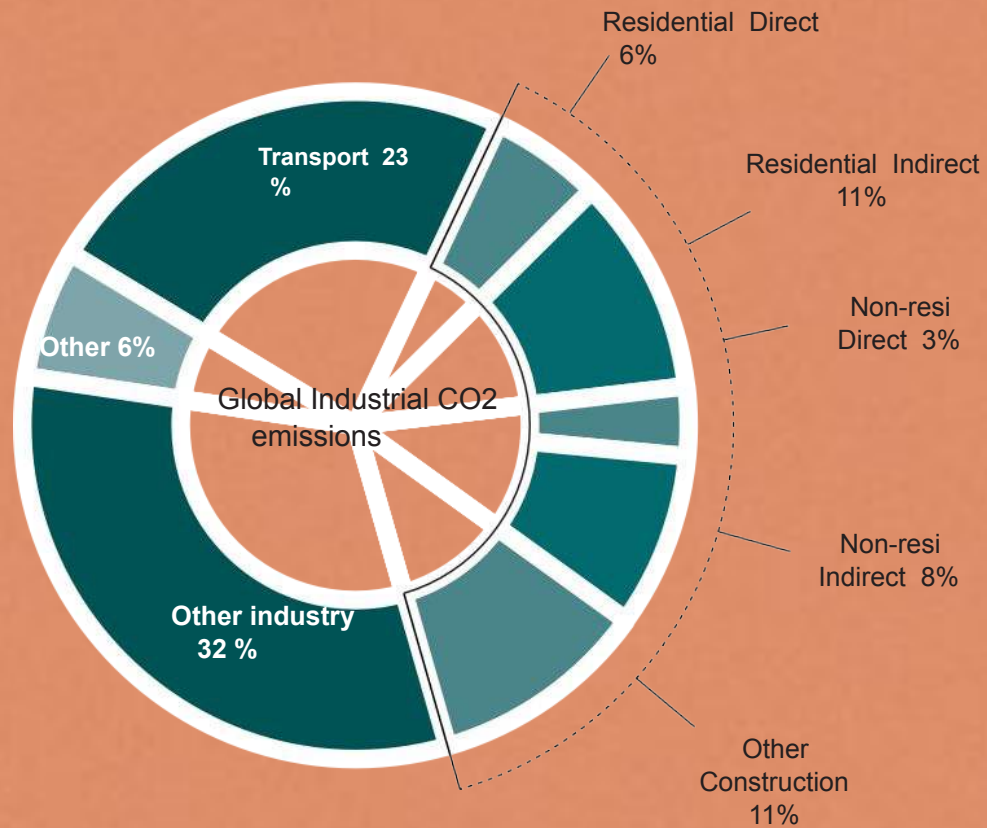 Residential Direct
6%
Transport 23
%
Residential Indirect
11%
Non-resi
Direct 3%
Other 6%
Global Industrial CO2
emissions
Non-resi
Indirect 8%
Other industry
32 %
Other
Construction
11%